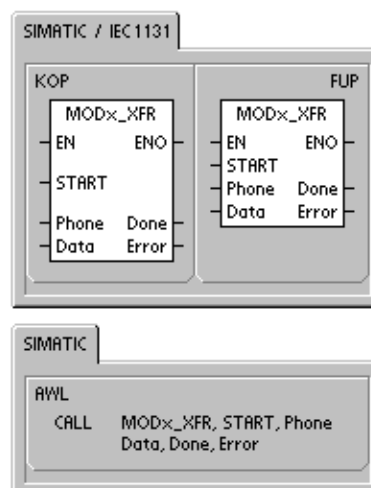 SIMATIC / IEC1131
KOP
MODx_XFR
EN ENO
START
Phone Done
Data Error
FUP
MODx_XFR
EN ENO
START
Phone Done
Data Error
SIMATIC
AWL
CALL MODx_XFR, START, Phone
Data, Done, Error